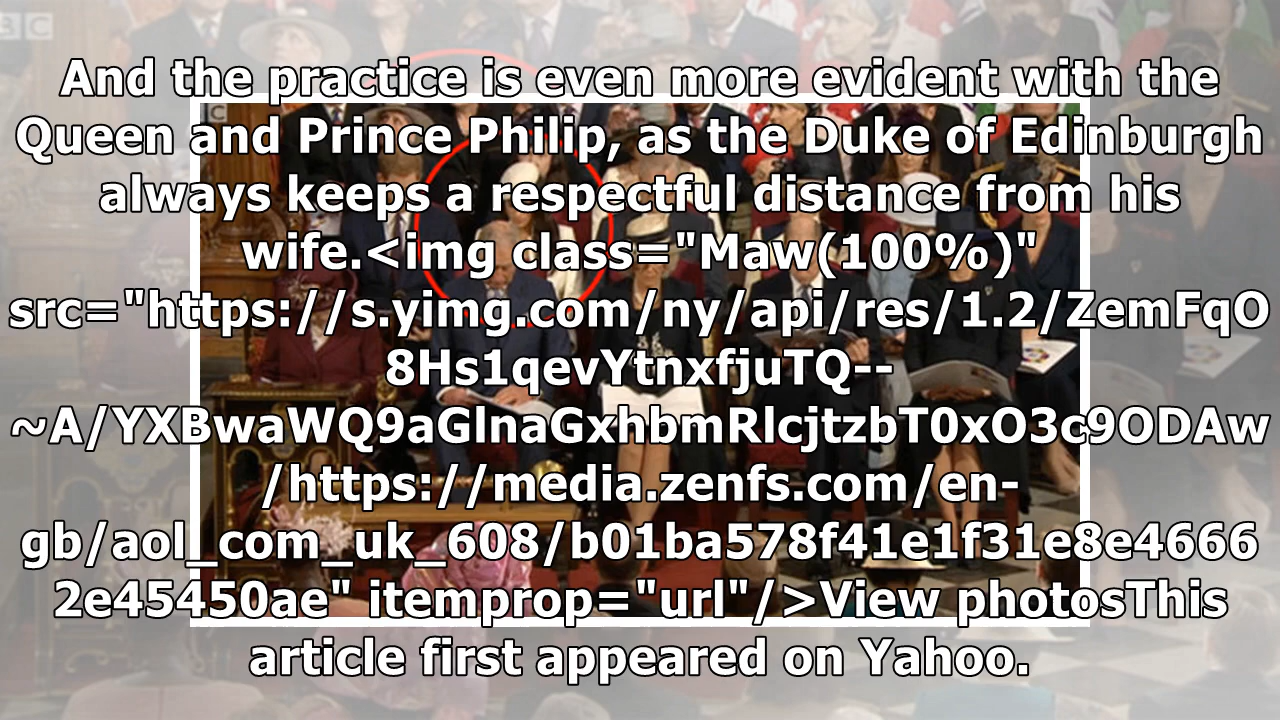 BBC
And the practice is even more evident with the
Queen and Prince Philip, as the Duke of Edinburgh
always keeps a respectful distance from his
wife.<img class="Maw(100%)"
src="https://s.yimg.com/ny/api/res/1.2/ZemFqO
8Hs1qevYtnxfjuTQ--
~A/YXBwaWQ9aGlnaGxhbmRlcjtzbT0xO3c9ODAw
/https://media.zenfs.com/en-
gb/aol_com_uk_608/b01ba578f41e1f31e8e4666
2e45450ae" itemprop="url"/>View photosThis
article first appeared on Yahoo.